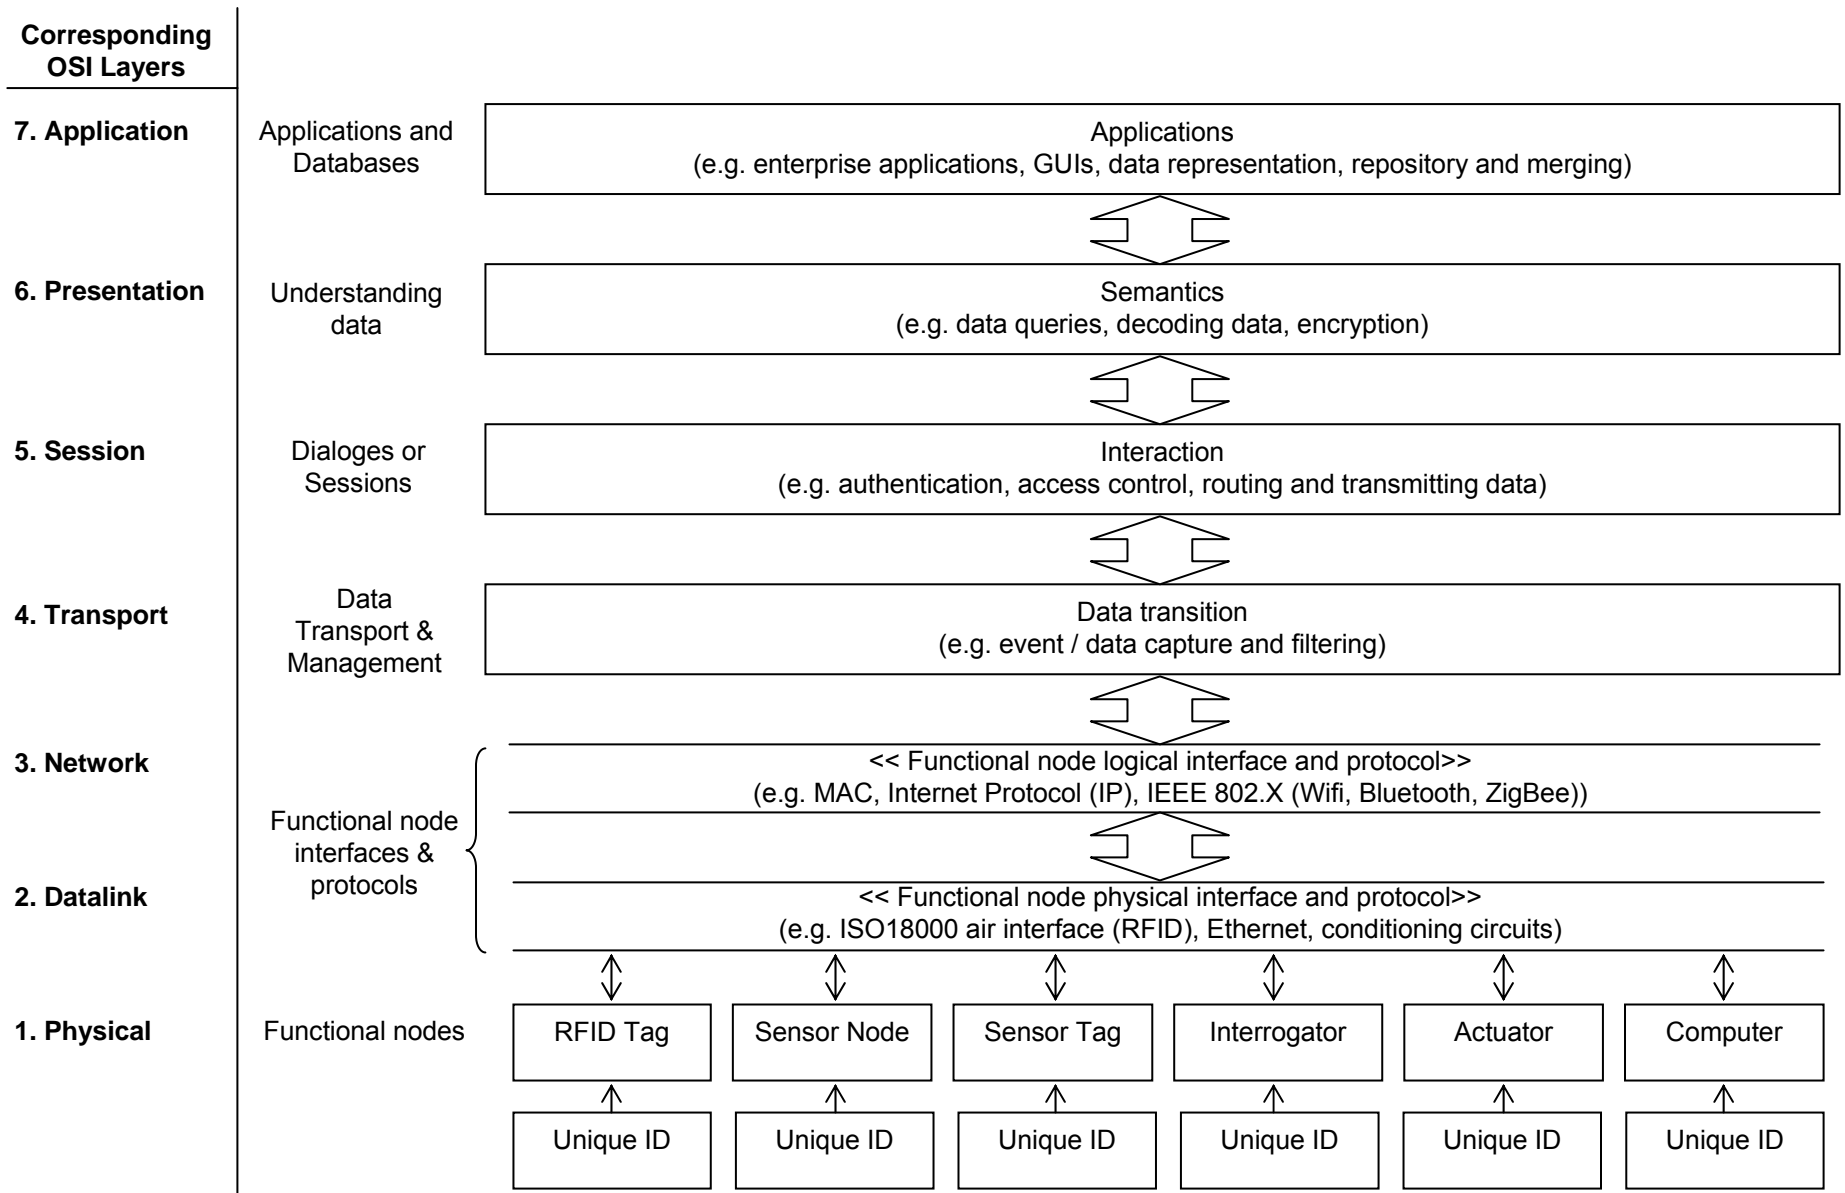 Corresponding
OSI Layers
7. Application
Applications and
Databases
Applications
(e.g. enterprise applications, GUIs, data representation, repository and merging)
6. Presentation
Understanding
data
Semantics
(e.g. data queries, decoding data, encryption)
5. Session
Dialoges or
Sessions
Interaction
(e.g. authentication, access control, routing and transmitting data)
4. Transport
Data
Transport &
Management
Data transition
(e.g. event / data capture and filtering)
3. Network
<< Functional node logical interface and protocol>>
(e.g. MAC, Internet Protocol (IP), IEEE 802.X (Wifi, Bluetooth, ZigBee))
Functional node
interfaces &
protocols
2. Datalink
<< Functional node physical interface and protocol>>
(e.g. ISO18000 air interface (RFID), Ethernet, conditioning circuits)
1. Physical
Functional nodes
RFID Tag
Sensor Node
Sensor Tag
Interrogator
Actuator
Computer
Unique ID
Unique ID
Unique ID
Unique ID
Unique ID
Unique ID